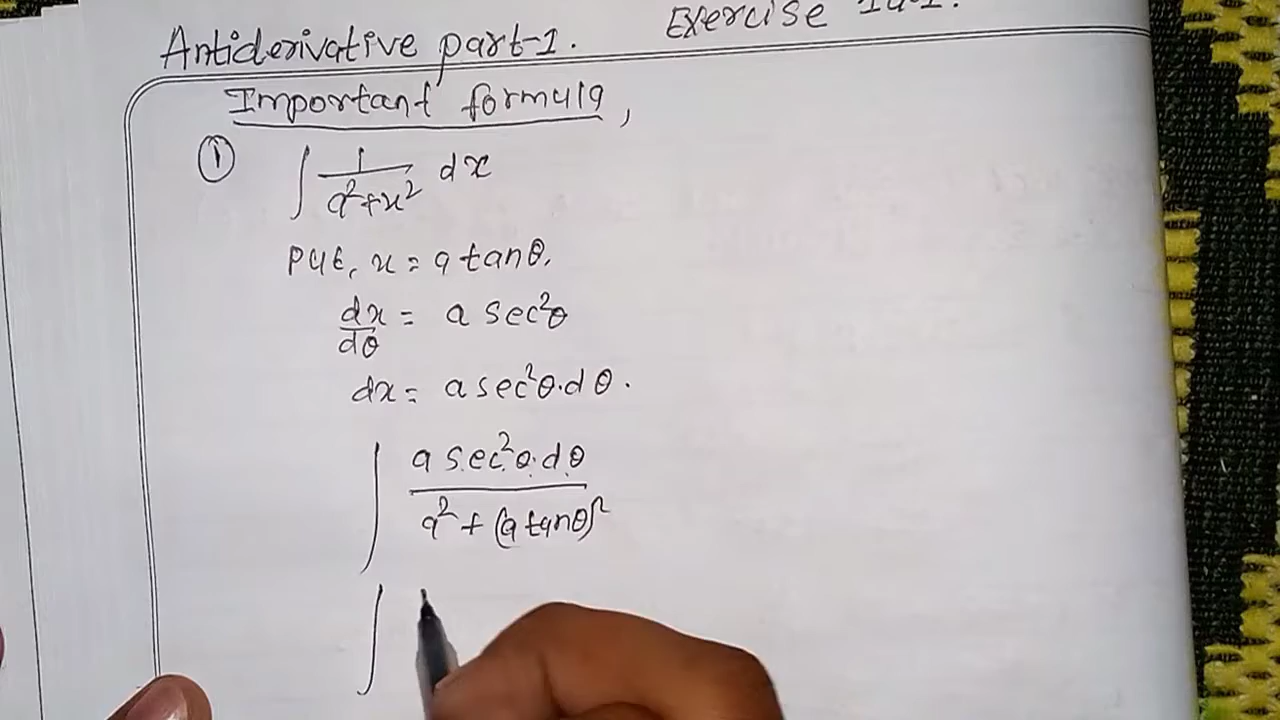 Antiderivative part-1. Exercise
Important formula,
① ∫ 1/(a²+x²) dx
put, x = a tanθ.
dx/dθ = a sec²θ
dx = a sec²θ.dθ.
∫ a sec²θ.dθ / a² + (a tanθ)²
∫